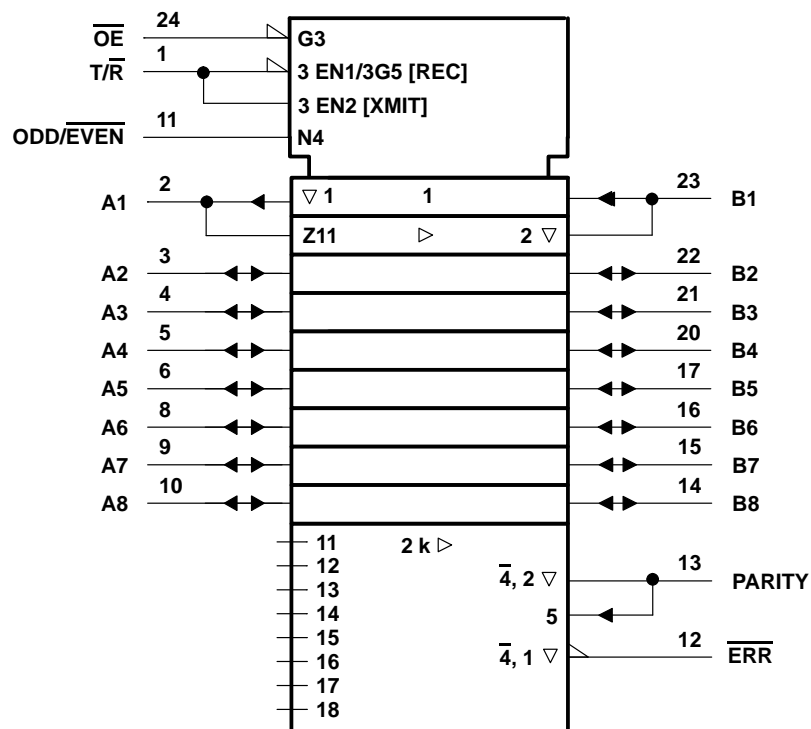 24
O̅E̅ G3
1
T/R̅ 3 EN1/3G5 [REC]
3 EN2 [XMIT]
11
ODD/E̅V̅E̅N̅ N4
2 23
A1 ▽ 1 1 B1
Z11 ▷ 2 ▽
3 22
A2 B2
4 21
A3 B3
5 20
A4 B4
6 17
A5 B5
8 16
A6 B6
9 15
A7 B7
10 14
A8 B8
11 2 k ▷
12
13
PARITY
4̅, 2 ▽
13
14 5
15
12
16 4̅, 1 ▽ E̅R̅R̅
17
18